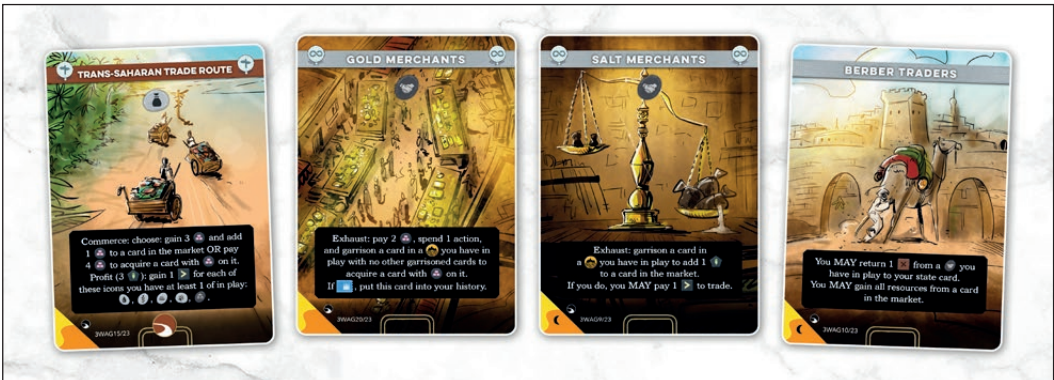 TRANS-SAHARAN TRADE ROUTE
Commerce: choose: gain 3 and add
1 to a card in the market OR pay
4 to acquire a card with on it.
Profit (3 ): gain 1 for each of
these icons you have at least 1 of in play:
, , , , .
3WAG15/23
GOLD MERCHANTS
Exhaust: pay 2 , spend 1 action,
and garrison a card in a you have in
play with no other garrisoned cards to
acquire a card with on it.
If , put this card into your history.
3WAG20/23
SALT MERCHANTS
Exhaust: garrison a card in
a you have in play to add 1
to a card in the market.
If you do, you MAY pay 1 to trade.
3WAG9/23
BERBER TRADERS
You MAY return 1 from a you
have in play to your state card.
You MAY gain all resources from a card
in the market.
3WAG10/23